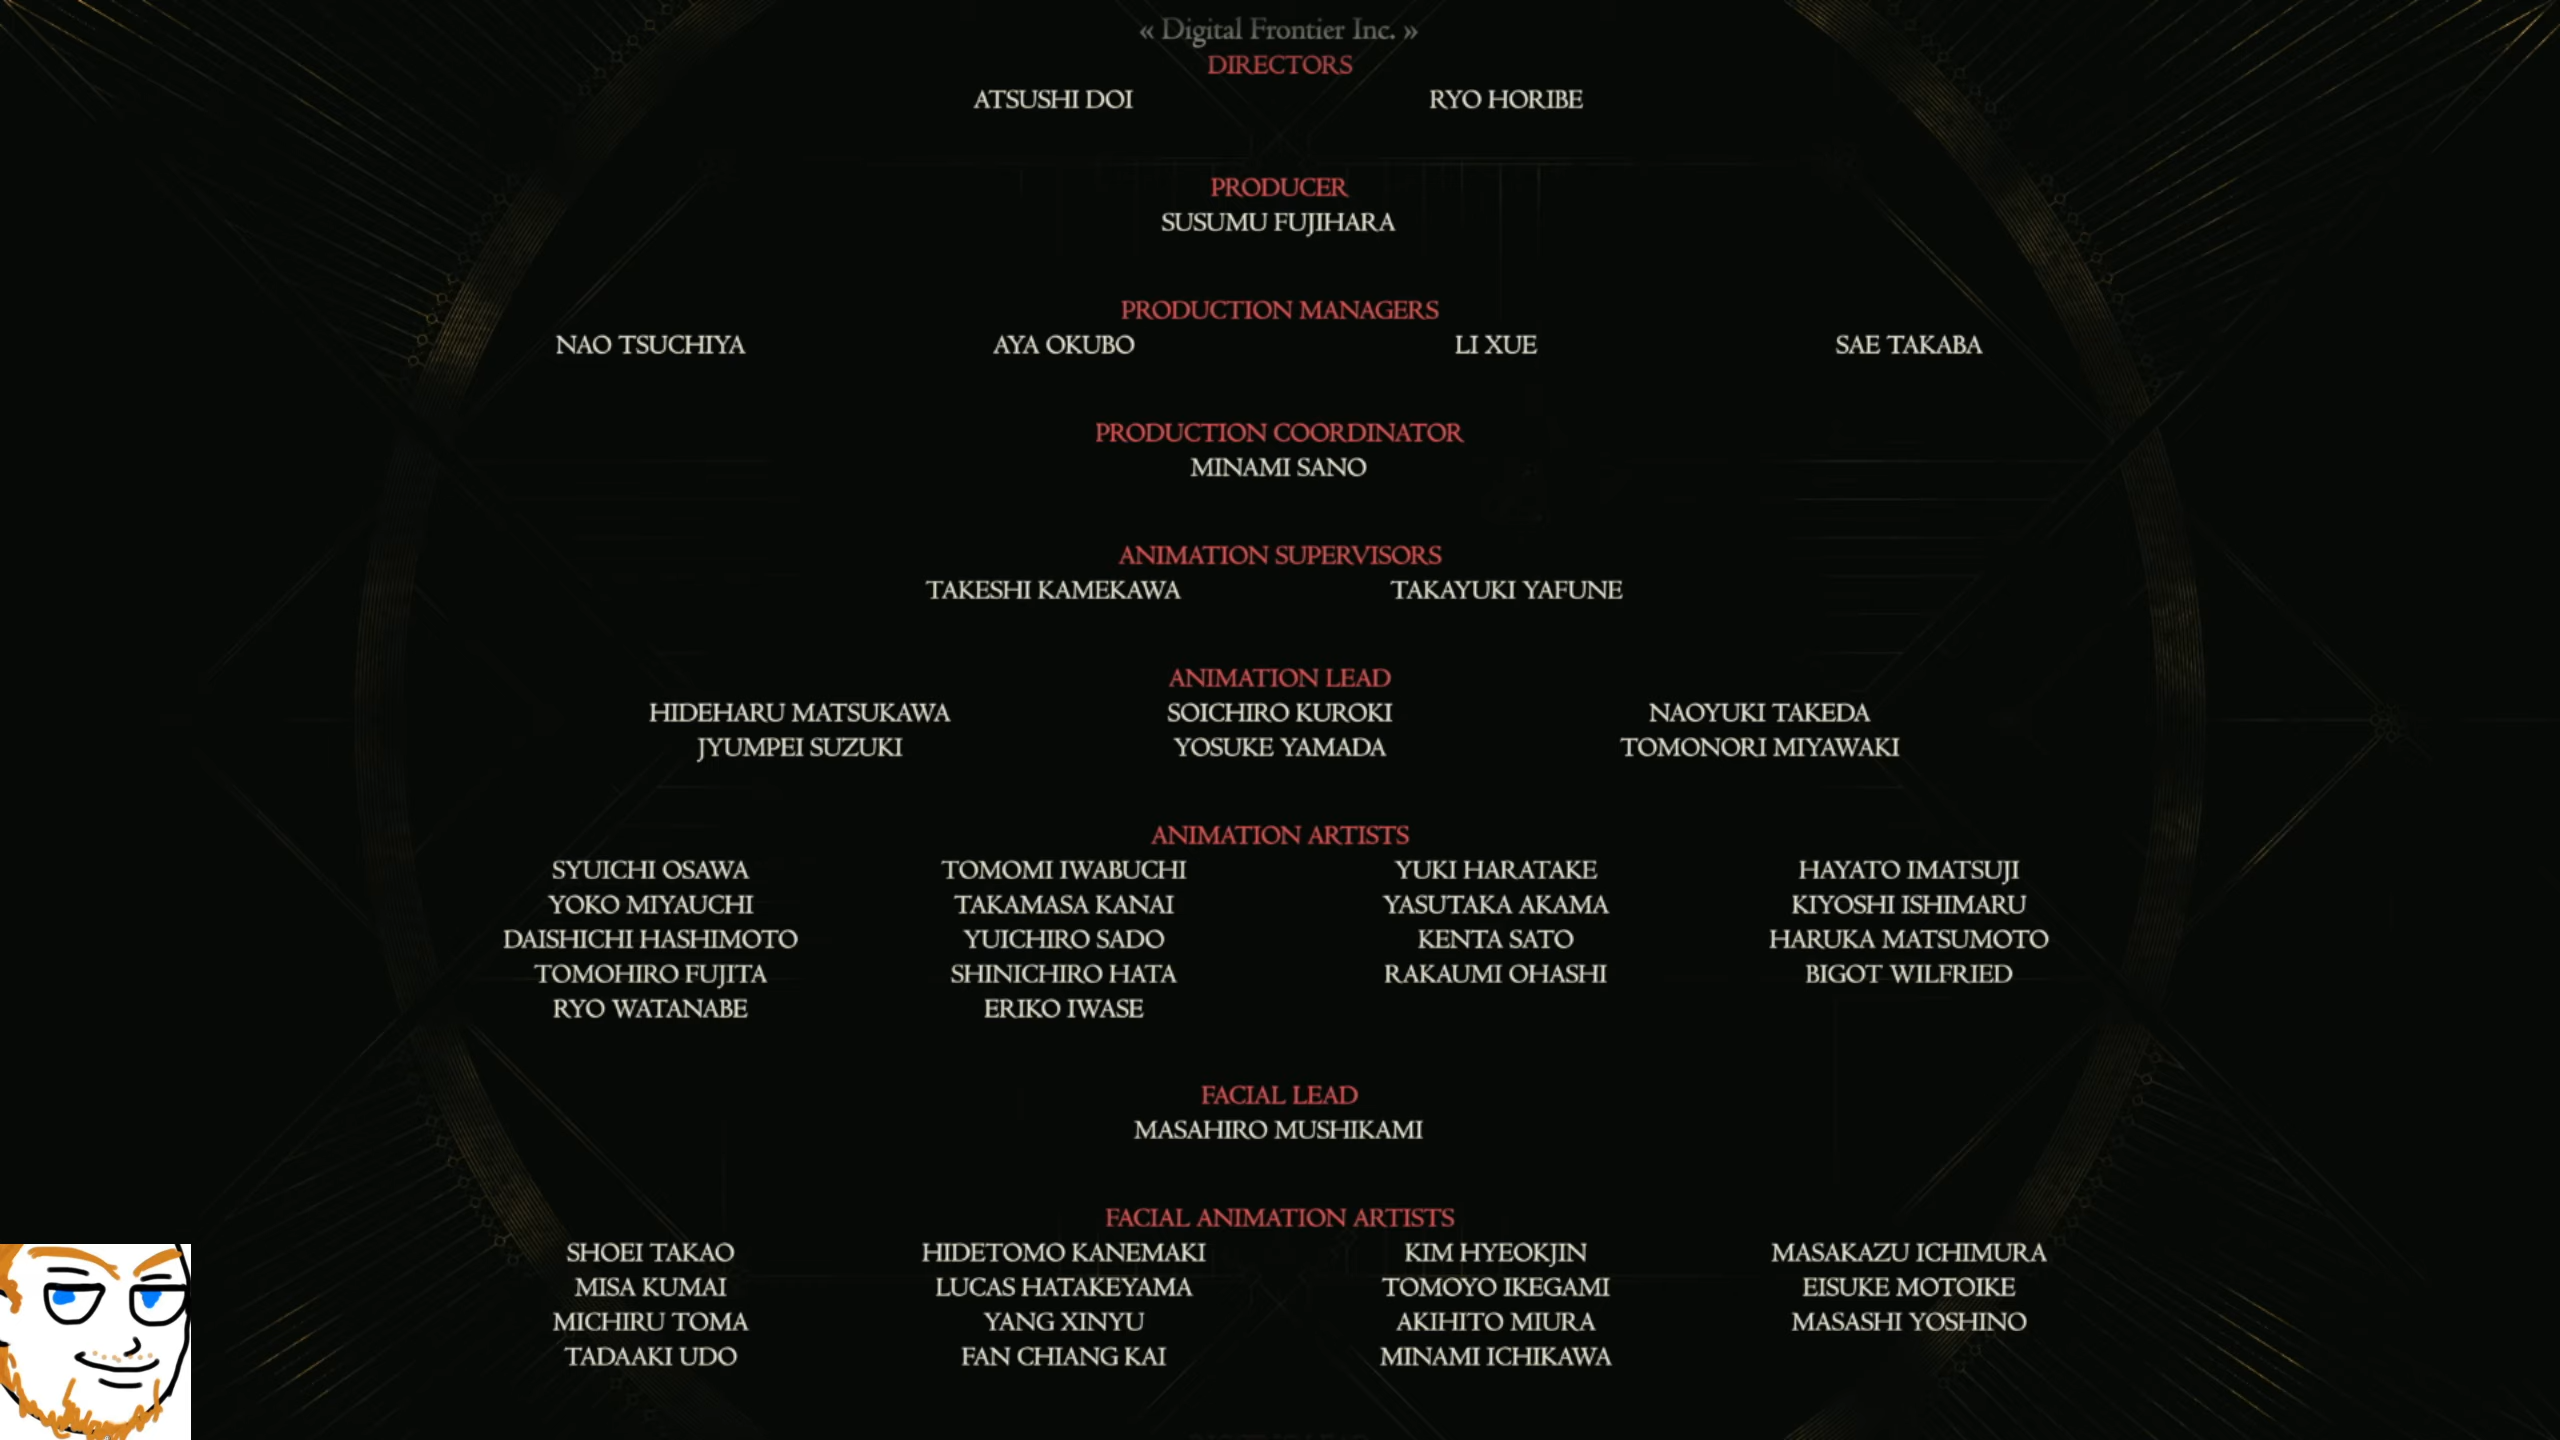 « Digital Frontier Inc. »
DIRECTORS
ATSUSHI DOI RYO HORIBE
PRODUCER
SUSUMU FUJIHARA
PRODUCTION MANAGERS
NAO TSUCHIYA AYA OKUBO LI XUE SAE TAKABA
PRODUCTION COORDINATOR
MINAMI SANO
ANIMATION SUPERVISORS
TAKESHI KAMEKAWA TAKAYUKI YAFUNE
ANIMATION LEAD
HIDEHARU MATSUKAWA SOICHIRO KUROKI NAOYUKI TAKEDA
JYUMPEI SUZUKI YOSUKE YAMADA TOMONORI MIYAWAKI
ANIMATION ARTISTS
SYUICHI OSAWA TOMOMI IWABUCHI YUKI HARATAKE HAYATO IMATSUJI
YOKO MIYAUCHI TAKAMASA KANAI YASUTAKA AKAMA KIYOSHI ISHIMARU
DAISHICHI HASHIMOTO YUICHIRO SADO KENTA SATO HARUKA MATSUMOTO
TOMOHIRO FUJITA SHINICHIRO HATA RAKAUMI OHASHI BIGOT WILFRIED
RYO WATANABE ERIKO IWASE
FACIAL LEAD
MASAHIRO MUSHIKAMI
FACIAL ANIMATION ARTISTS
SHOEI TAKAO HIDETOMO KANEMAKI KIM HYEOKJIN MASAKAZU ICHIMURA
MISA KUMAI LUCAS HATAKEYAMA TOMOYO IKEGAMI EISUKE MOTOIKE
MICHIRU TOMA YANG XINYU AKIHITO MIURA MASASHI YOSHINO
TADAAKI UDO FAN CHIANG KAI MINAMI ICHIKAWA